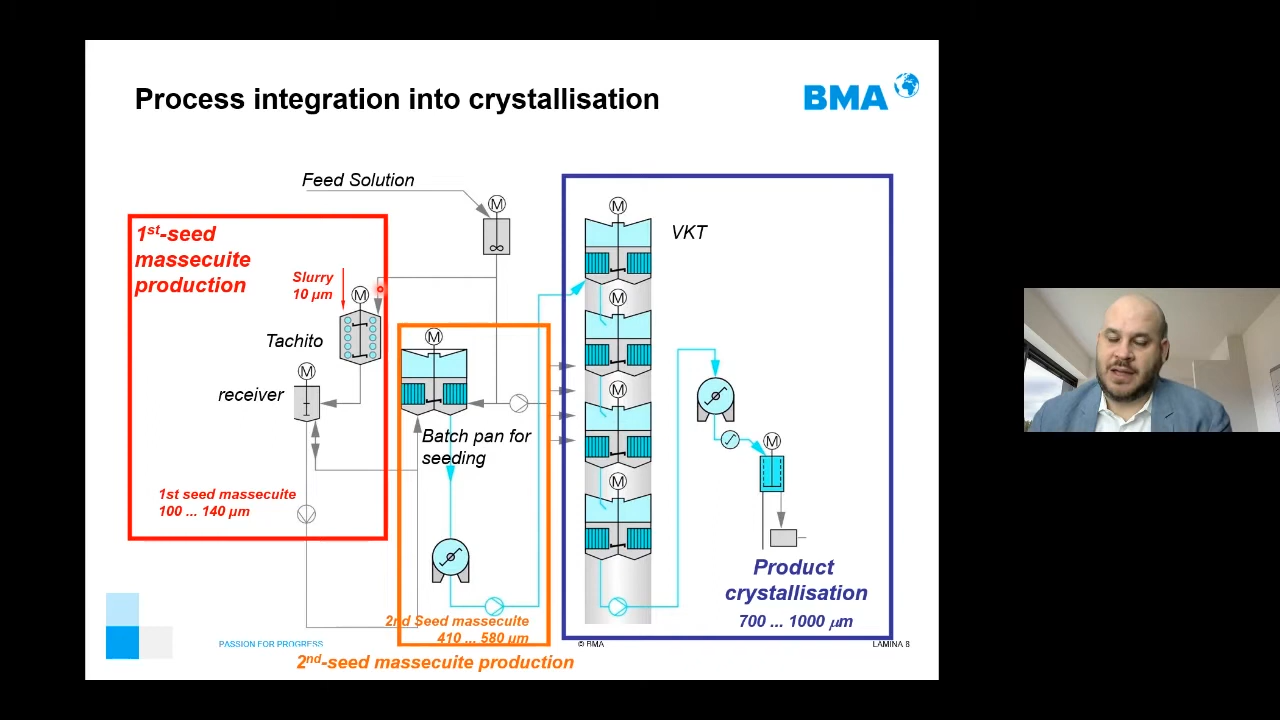 Process integration into crystallisation
BMA
Feed Solution
M
M
1st-seed
massecuite
production
VKT
Slurry
10 µm
M
M
Tachito
M
M
receiver
M
Batch pan for
seeding
M
M
1st seed massecuite
100 ... 140 µm
Product
crystallisation
700 ... 1000 µm
2nd Seed massecuite
410 ... 580 µm
PASSION FOR PROGRESS
© BMA
LAMINA 8
2nd-seed massecuite production